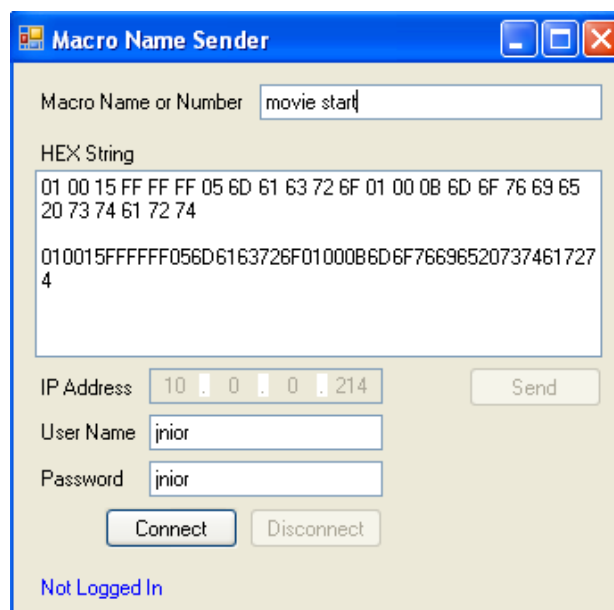 Macro Name Sender
Macro Name or Number movie start
HEX String
01 00 15 FF FF FF 05 6D 61 63 72 6F 01 00 0B 6D 6F 76 69 65
20 73 74 61 72 74
010015FFFFFF056D6163726F01000B6D6F76696520737461727
4
IP Address 10 . 0 . 0 . 214 Send
User Name jnior
Password jnior
Connect Disconnect
Not Logged In